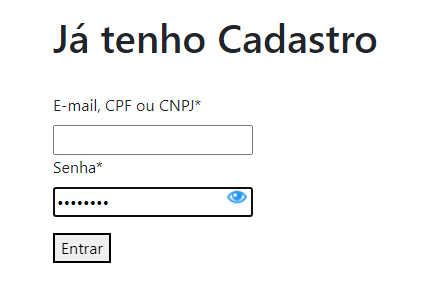 Já tenho Cadastro
E-mail, CPF ou CNPJ*
Senha*
••••••••
Entrar